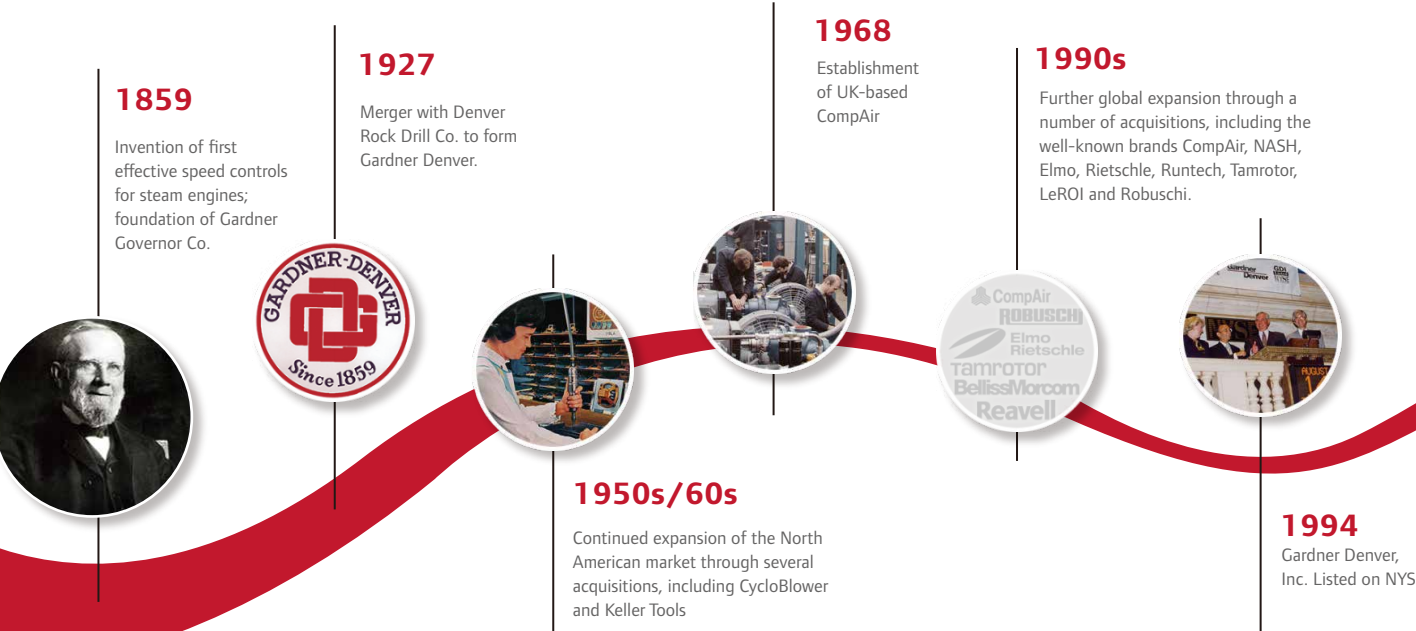 1859
Invention of first
effective speed controls
for steam engines;
foundation of Gardner
Governor Co.
1927
Merger with Denver
Rock Drill Co. to form
Gardner Denver.
GARDNER-DENVER
Since 1859
1950s/60s
Continued expansion of the North
American market through several
acquisitions, including CycloBlower
and Keller Tools
1968
Establishment
of UK-based
CompAir
1990s
Further global expansion through a
number of acquisitions, including the
well-known brands CompAir, NASH,
Elmo, Rietschle, Runtech, Tamrotor,
LeROI and Robuschi.
CompAir
ROBUSCHI
Elmo
Rietschle
Tamrotor
BellissMorcom
Reavell
Gardner
Denver
GDI
AUGUST
1994
Gardner Denver,
Inc. Listed on NYS